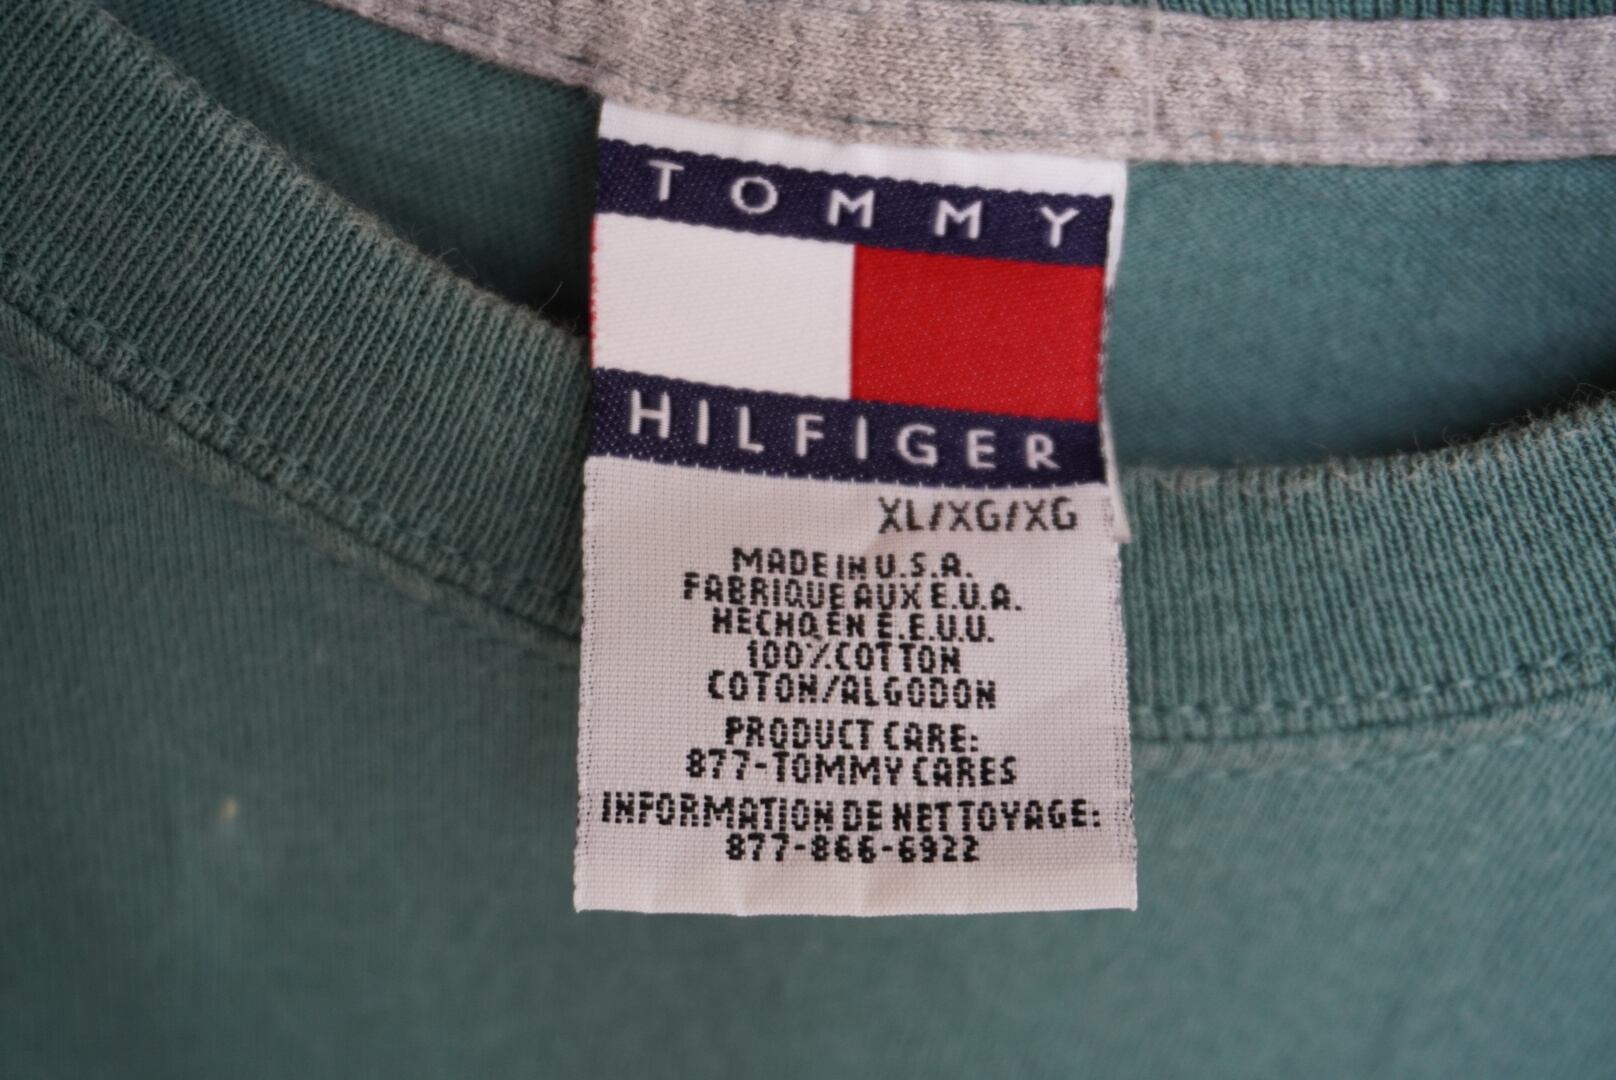 TOMMY
HILFIGER
XL/XG/XG
MADE IN U.S.A.
FABRIQUE AUX E.U.A.
HECHO EN E.E.U.U.
100% COTTON
COTON/ALGODON
PRODUCT CARE:
877-TOMMY CARES
INFORMATION DE NETTOYAGE:
877-866-6922